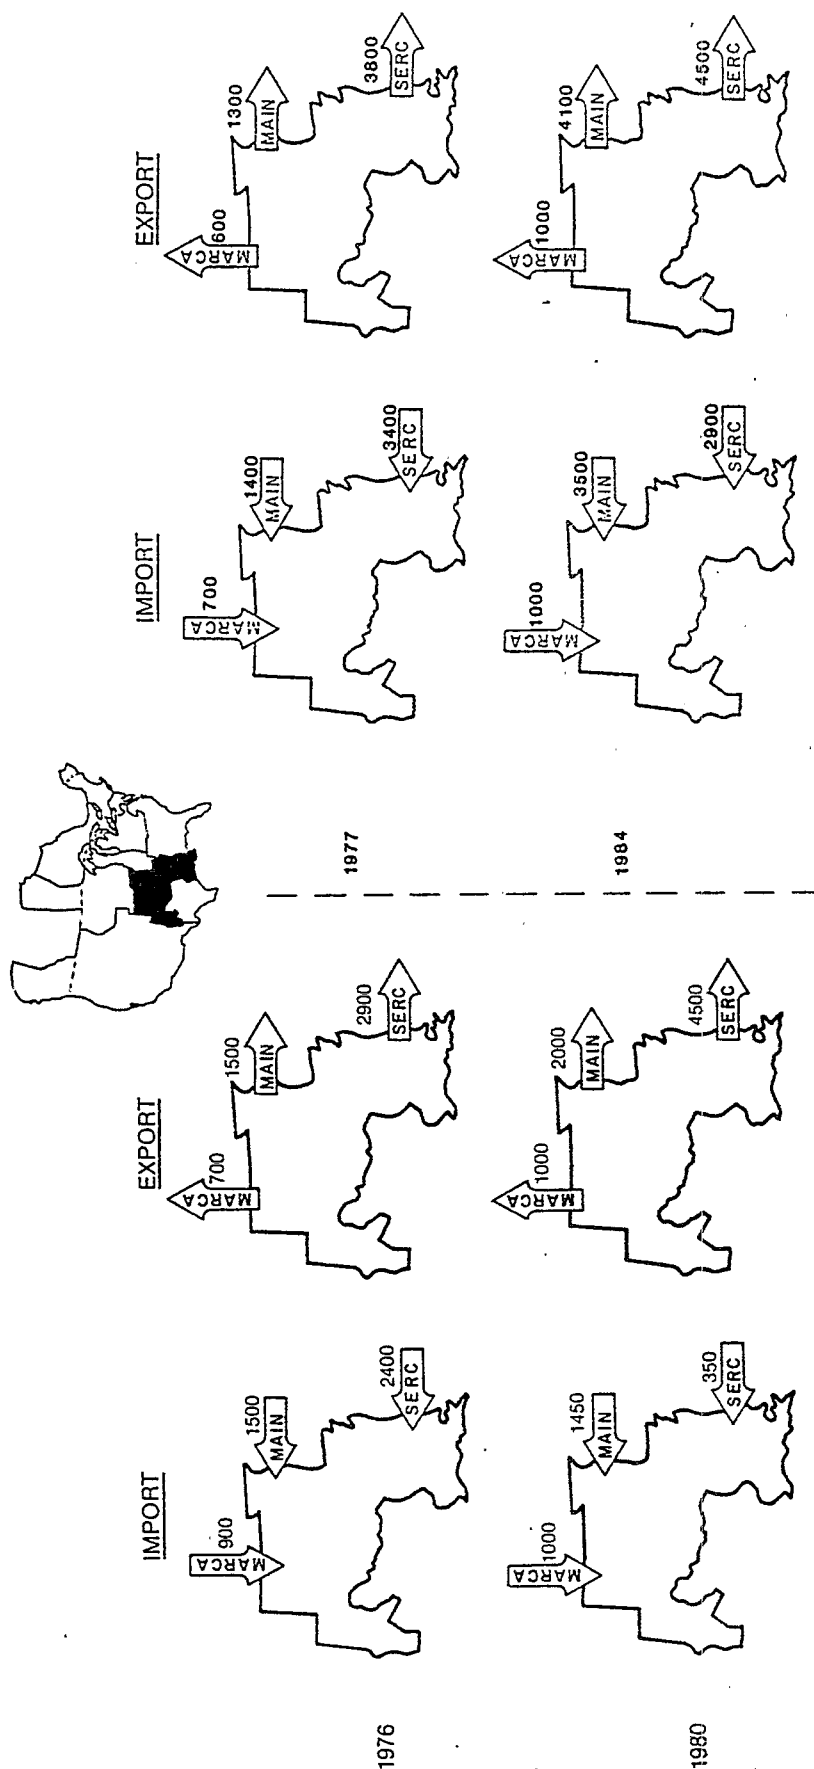 IMPORT
EXPORT
IMPORT
EXPORT
1976
MARCA
900
1500
MAIN
2400
SERC
MARCA
700
1500
MAIN
2900
SERC
1977
MARCA
700
1400
MAIN
3400
SERC
MARCA
600
1300
MAIN
3800
SERC
1980
MARCA
1000
1450
MAIN
350
SERC
MARCA
1000
2000
MAIN
4500
SERC
1984
MARCA
1000
3500
MAIN
2900
SERC
MARCA
1000
4100
MAIN
4500
SERC